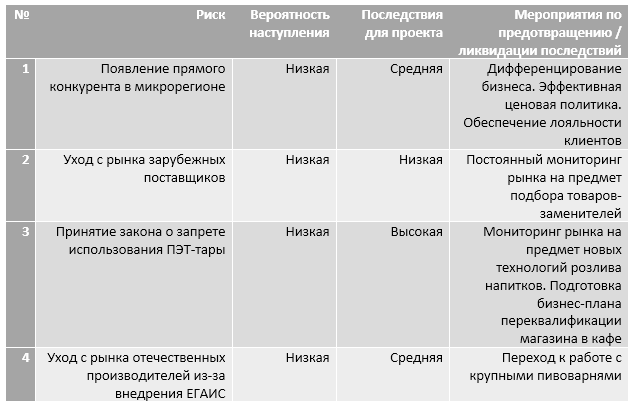 № Риск Вероятность наступления Последствия для проекта Мероприятия по предотвращению / ликвидации последствий
1 Появление прямого конкурента в микрорегионе Низкая Средняя Дифференцирование бизнеса. Эффективная ценовая политика. Обеспечение лояльности клиентов
2 Уход с рынка зарубежных поставщиков Низкая Низкая Постоянный мониторинг рынка на предмет подбора товаров-заменителей
3 Принятие закона о запрете использования ПЭТ-тары Низкая Высокая Мониторинг рынка на предмет новых технологий розлива напитков. Подготовка бизнес-плана переквалификации магазина в кафе
4 Уход с рынка отечественных производителей из-за внедрения ЕГАИС Низкая Средняя Переход к работе с крупными пивоварнями